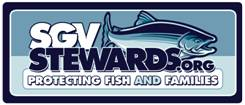 SGV
STEWARDS.ORG
PROTECTING FISH AND FAMILIES